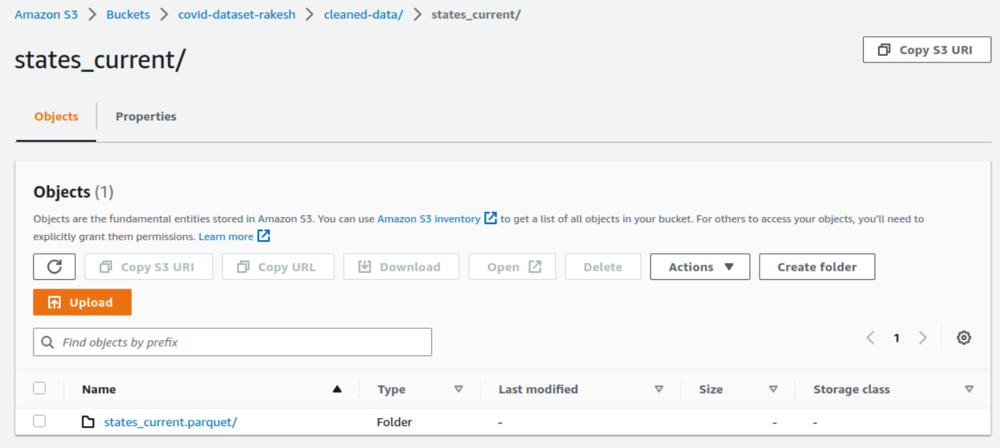 Amazon S3 > Buckets > covid-dataset-rakesh > cleaned-data/ > states_current/
states_current/
Copy S3 URI
Objects
Properties
Objects (1)
Objects are the fundamental entities stored in Amazon S3. You can use Amazon S3 inventory to get a list of all objects in your bucket. For others to access your objects, you'll need to
explicitly grant them permissions. Learn more
Copy S3 URI Copy URL Download Open Delete Actions Create folder
Upload
Find objects by prefix
< 1 >
Name Type Last modified Size Storage class
states_current.parquet/ Folder - - -